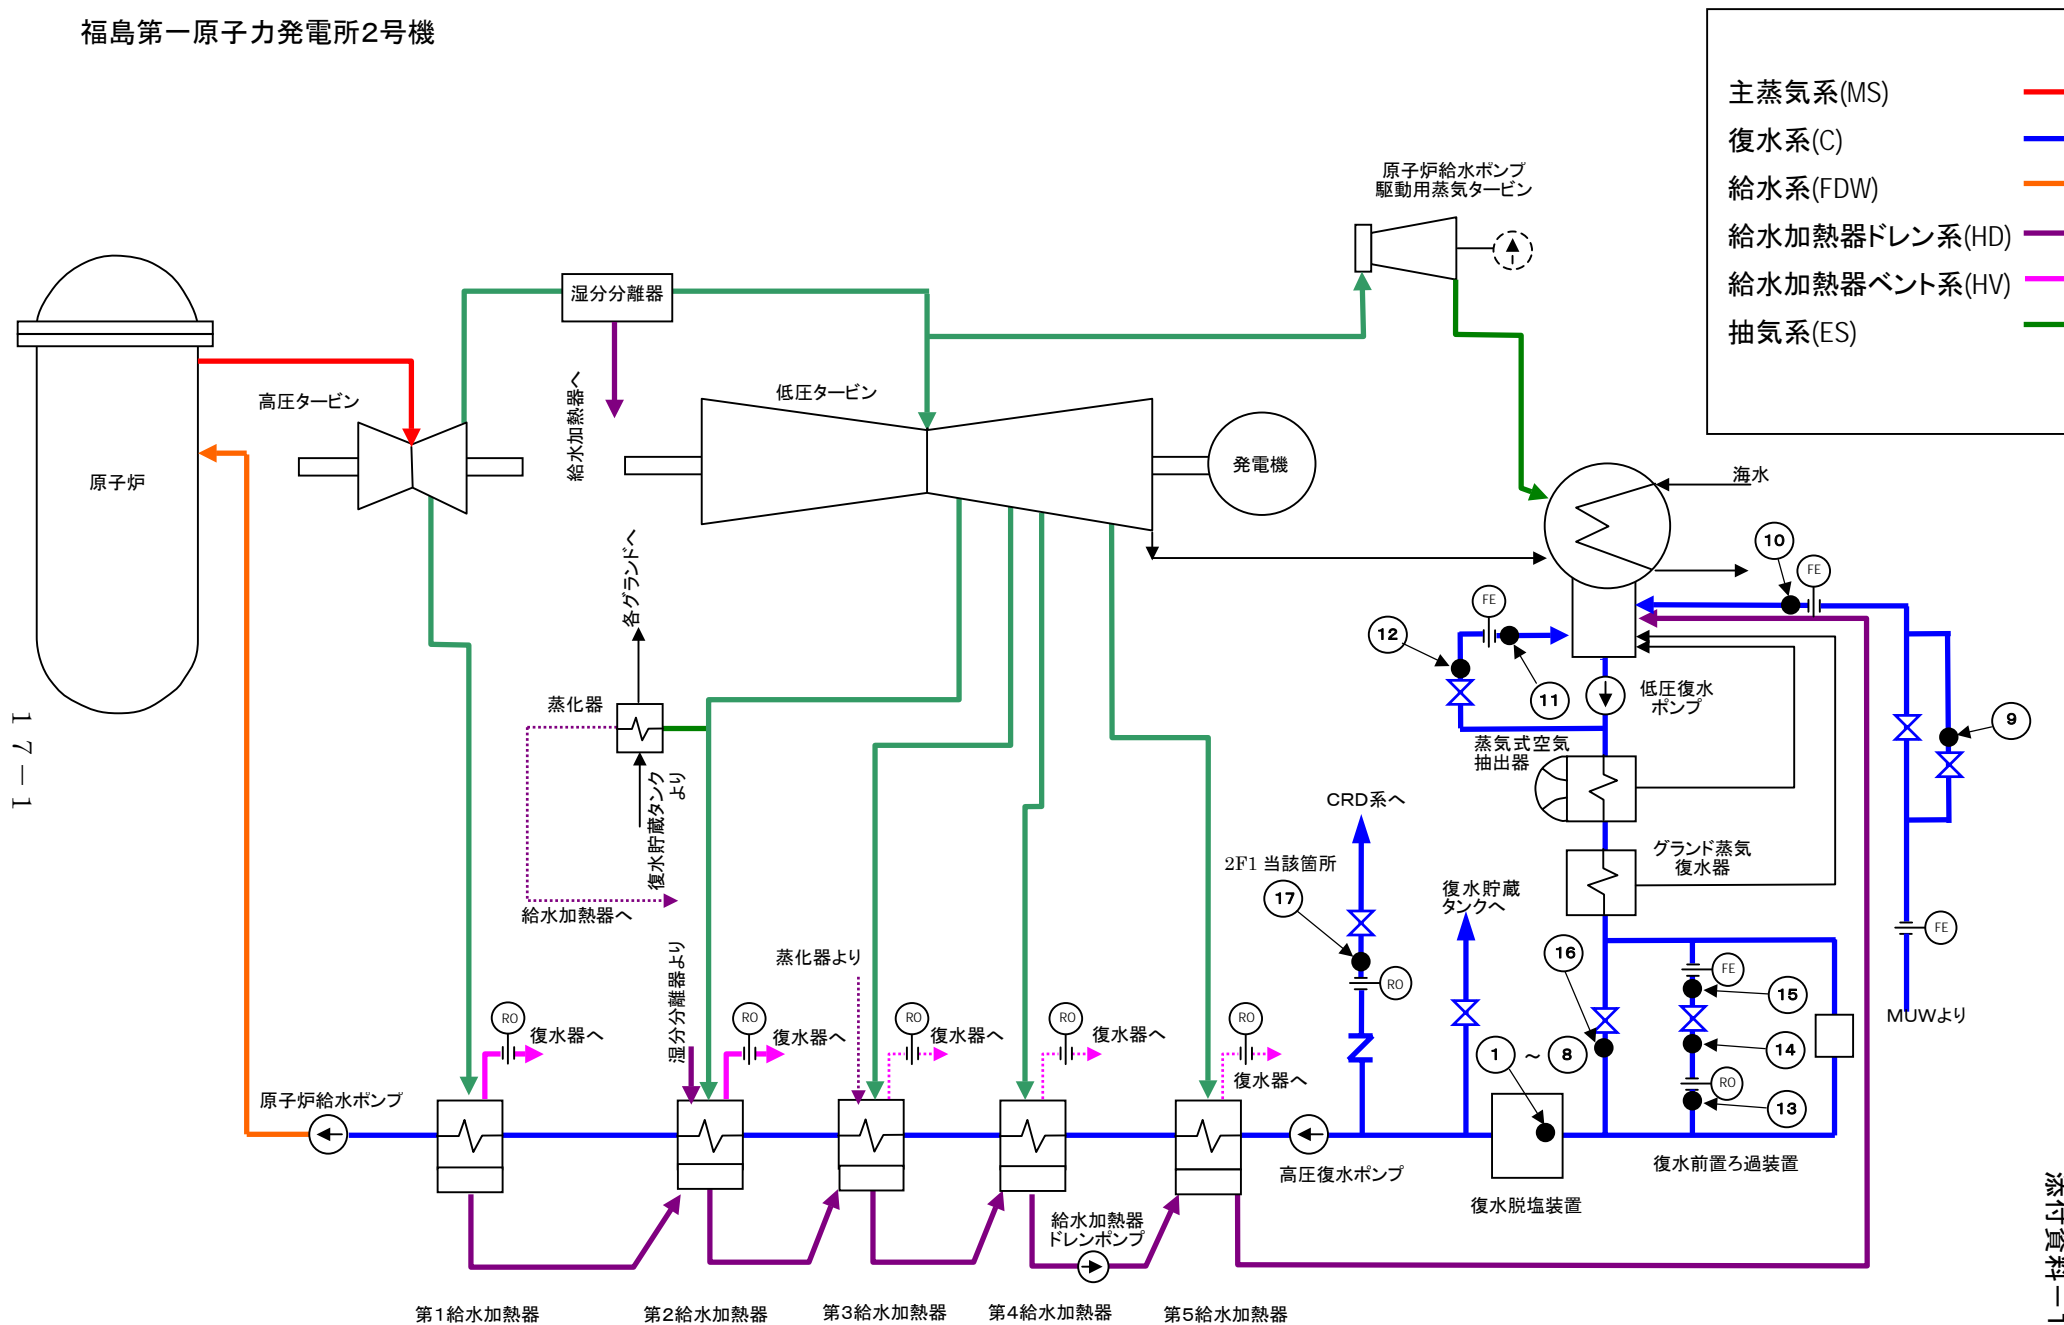 福島第一原子力発電所2号機
主蒸気系(MS)
復水系(C)
給水系(FDW)
給水加熱器ドレン系(HD)
給水加熱器ベント系(HV)
抽気系(ES)
原子炉給水ポンプ
駆動用蒸気タービン
湿分分離器
給水加熱器へ
高圧タービン
低圧タービン
原子炉
発電機
海水
10
FE
FE
12
11
低圧復水
ポンプ
9
各グランドへ
蒸化器
復水貯蔵タンク
より
給水加熱器へ
蒸気式空気
抽出器
CRD系へ
グランド蒸気
復水器
2F1 当該箇所
17
復水貯蔵
タンクへ
16
FE
FE
15
RO
MUWより
湿分分離器より
蒸化器より
RO
復水器へ
RO
復水器へ
RO
復水器へ
RO
復水器へ
RO
復水器へ
1
～
8
14
RO
13
原子炉給水ポンプ
高圧復水ポンプ
復水脱塩装置
復水前置ろ過装置
給水加熱器
ドレンポンプ
第1給水加熱器
第2給水加熱器
第3給水加熱器
第4給水加熱器
第5給水加熱器
17－1
添付資料－1